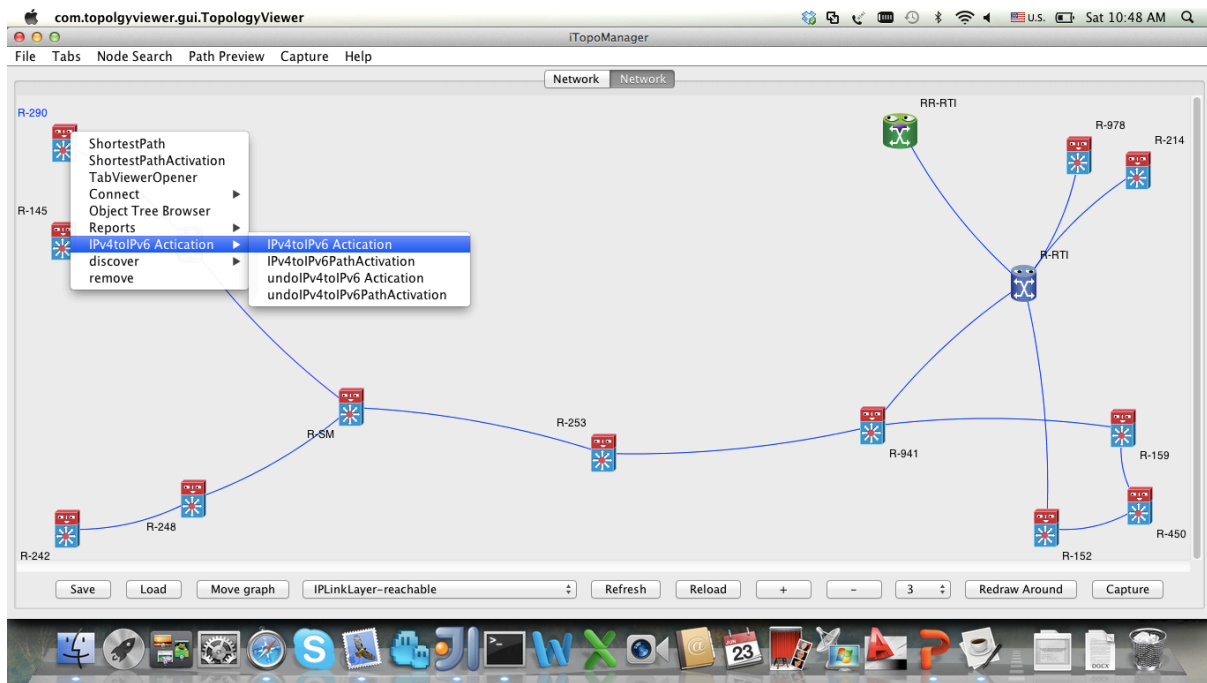 com.topolgyviewer.gui.TopologyViewer U.S. Sat 10:48 AM
iTopoManager
File Tabs Node Search Path Preview Capture Help
Network Network
R-290
RR-RTI
R-978
R-214
ShortestPath
ShortestPathActivation
TabViewerOpener
Connect
Object Tree Browser
Reports
IPv4toIPv6 Actication
discover
remove
R-145
IPv4toIPv6 Actication
IPv4toIPv6PathActivation
undoIPv4toIPv6 Actication
undoIPv4toIPv6PathActivation
R-RTI
R-SM
R-253
R-941
R-159
R-248
R-450
R-242
R-152
Save Load Move graph IPLinkLayer-reachable Refresh Reload + - 3 Redraw Around Capture
JUL
23
DOCX